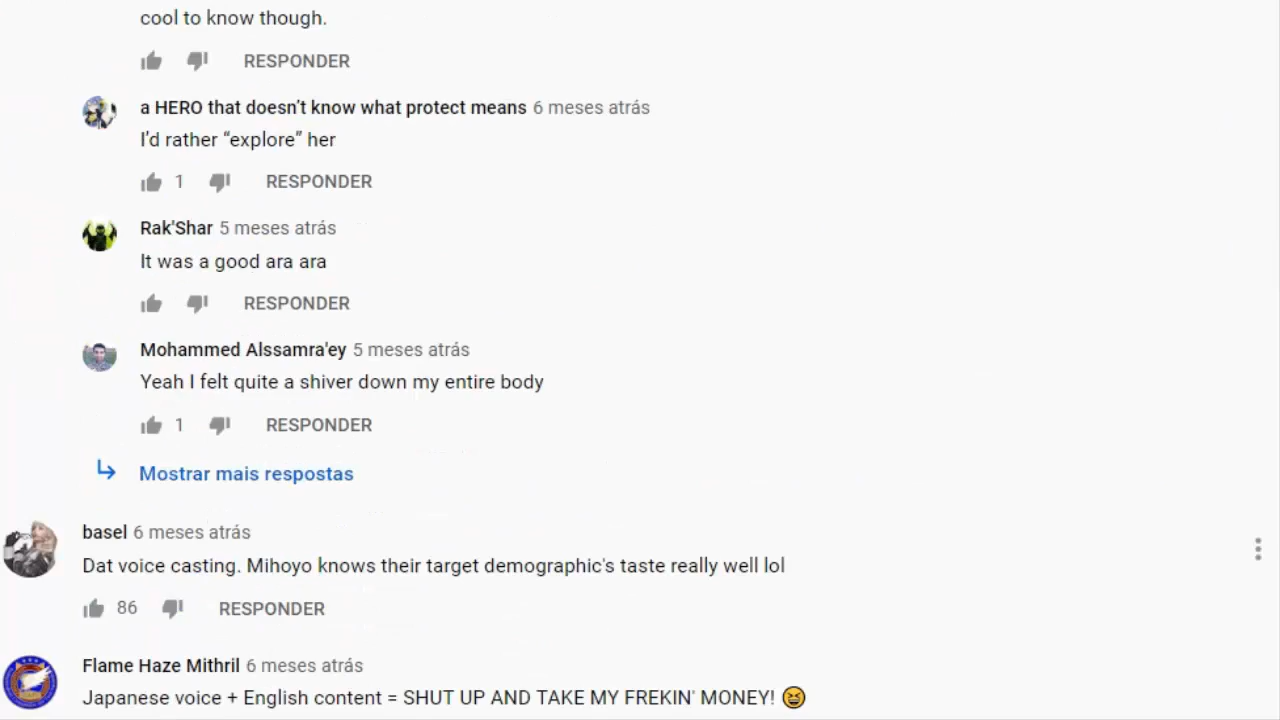 cool to know though.
RESPONDER
a HERO that doesn't know what protect means 6 meses atrás
I'd rather “explore” her
1 RESPONDER
Rak'Shar 5 meses atrás
It was a good ara ara
RESPONDER
Mohammed Alssamra'ey 5 meses atrás
Yeah I felt quite a shiver down my entire body
1 RESPONDER
Mostrar mais respostas
basel 6 meses atrás
Dat voice casting. Mihoyo knows their target demographic's taste really well lol
86 RESPONDER
Flame Haze Mithril 6 meses atrás
Japanese voice + English content = SHUT UP AND TAKE MY FREKIN' MONEY! 😆